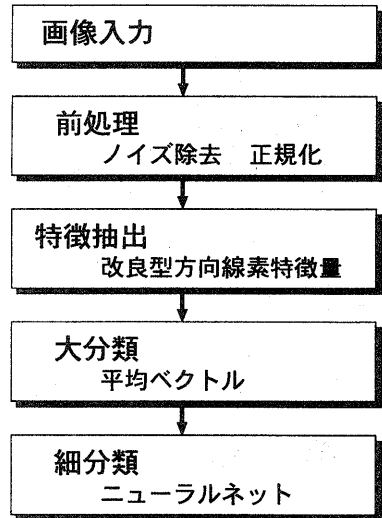 画像入力
前処理
ノイズ除去 正規化
特徴抽出
改良型方向線素特徴量
大分類
平均ベクトル
細分類
ニューラルネット